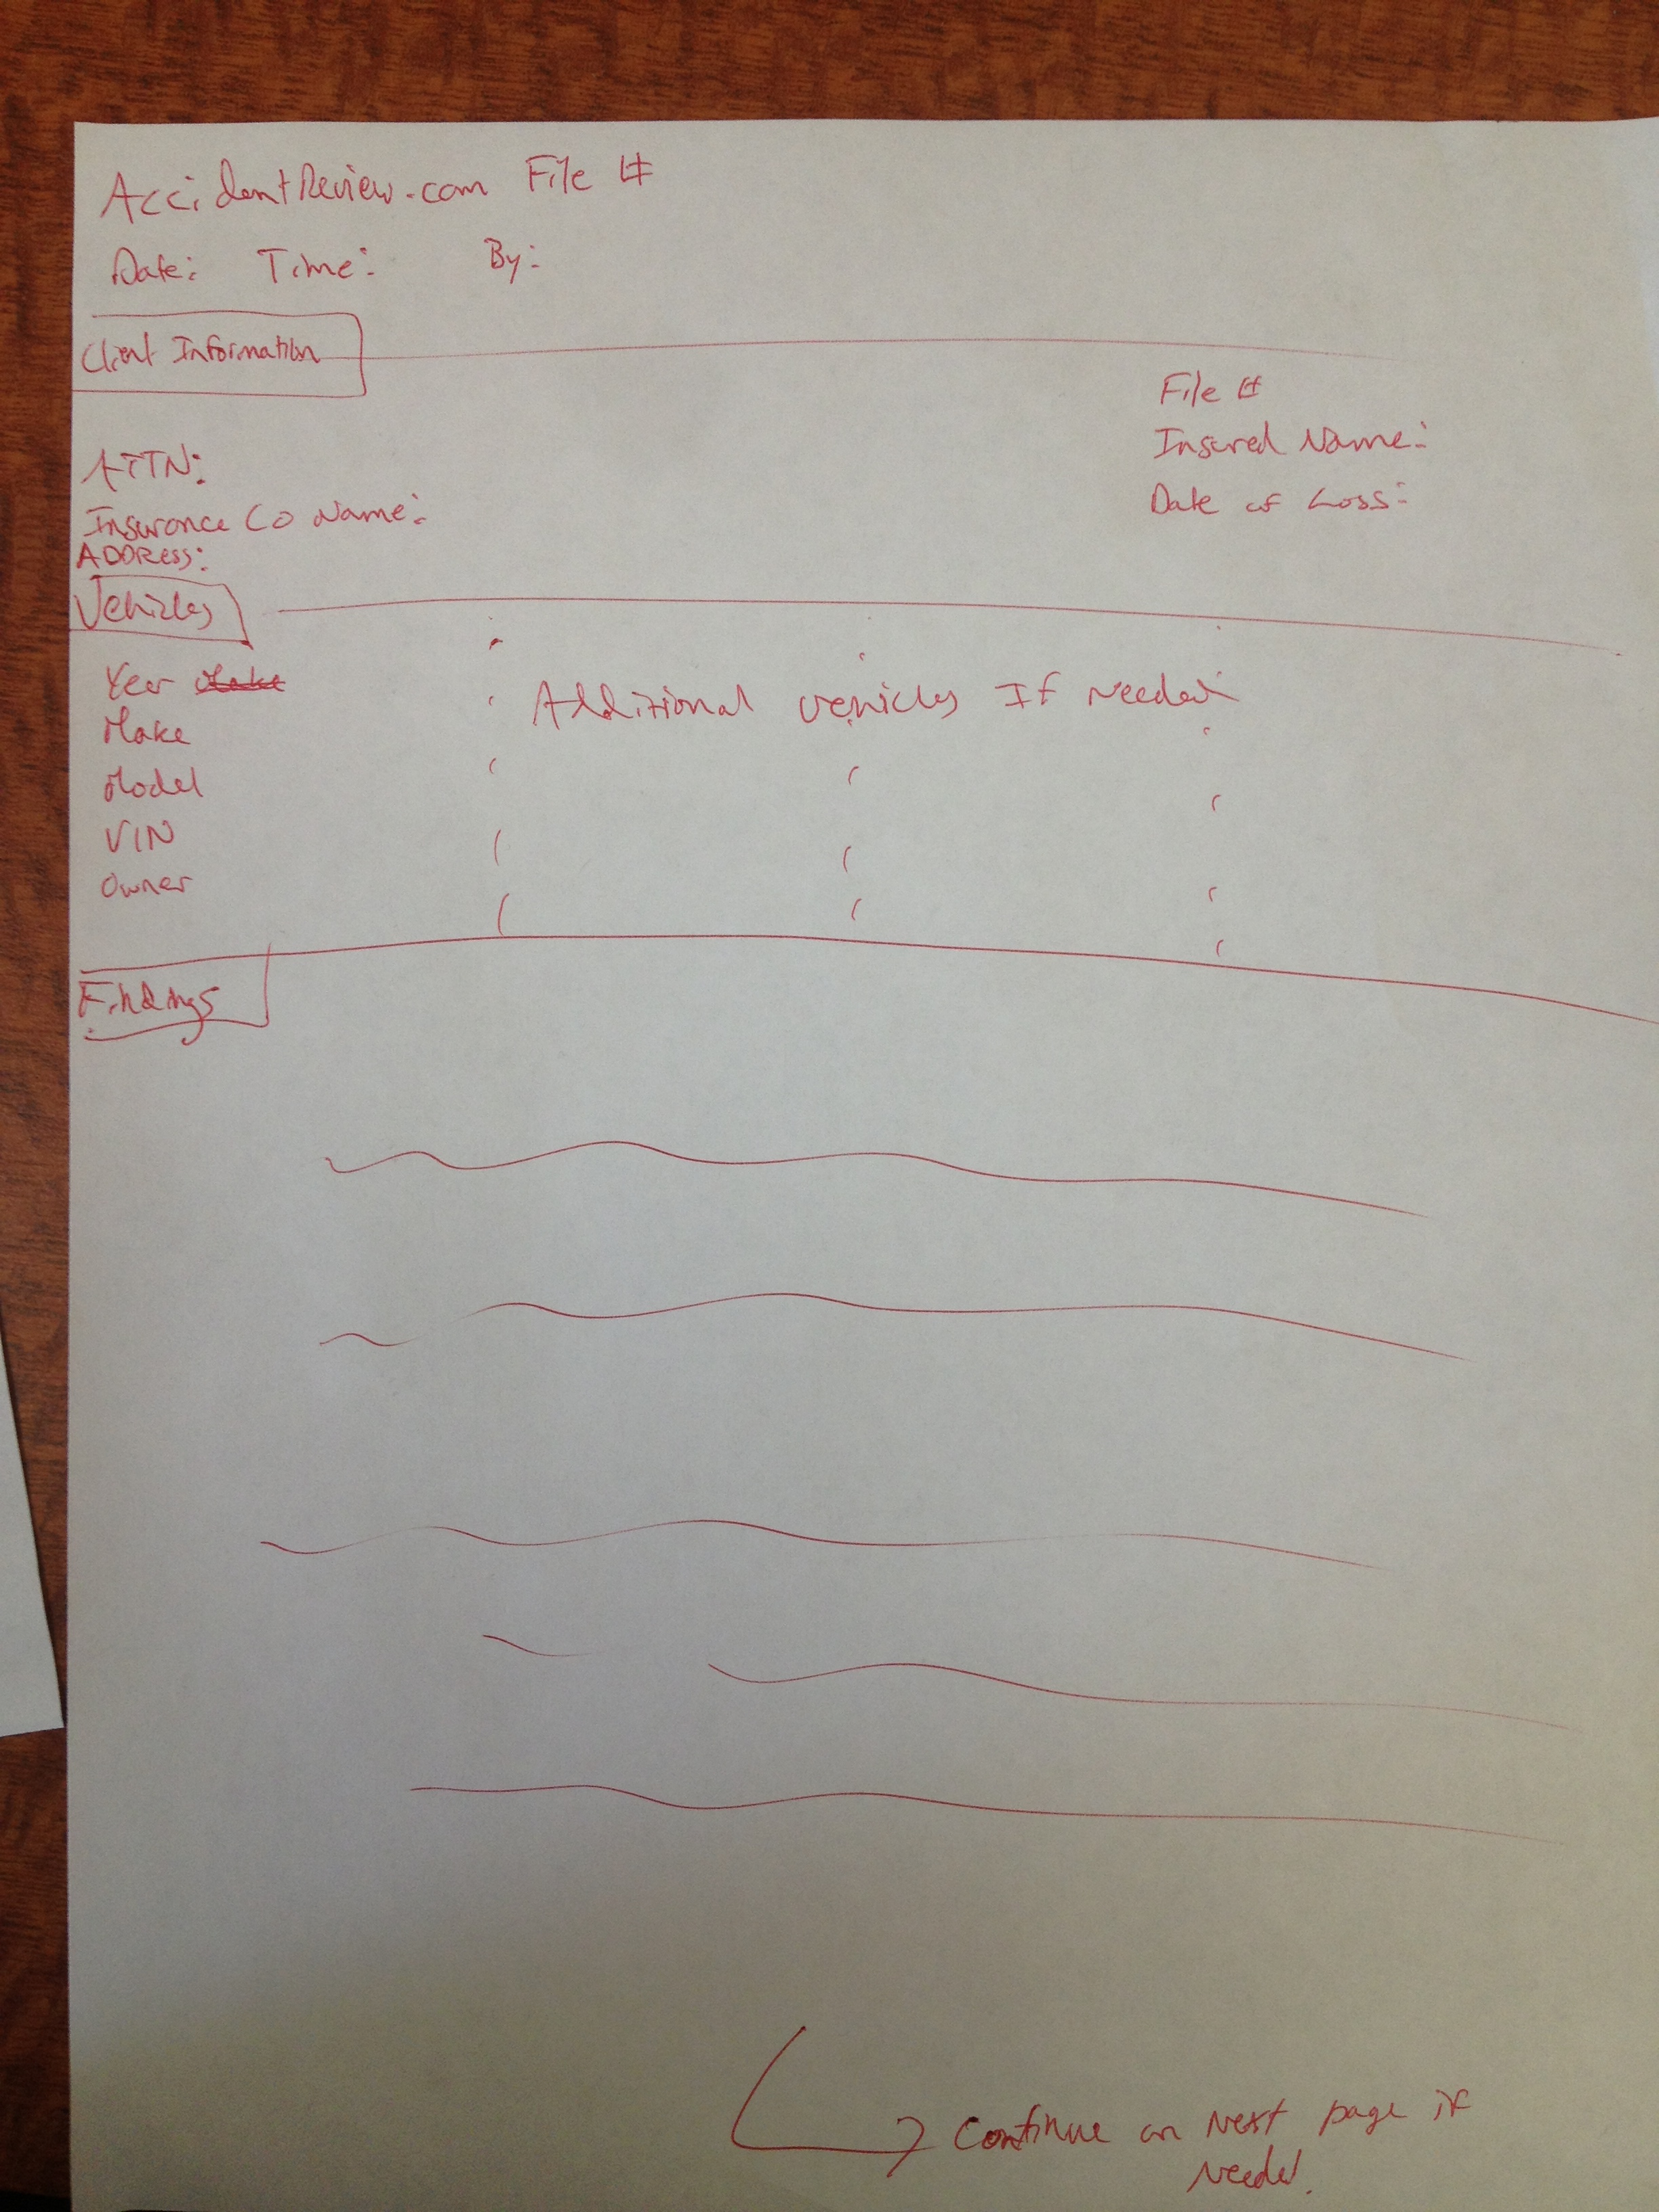 AccidentReview.com File #
Date: Time: By:
Client Information
File #
Insured Name:
Date of Loss:
ATTN:
Insurance Co Name:
ADDRESS:
Vehicles
Year Make
Additional vehicles If Needed
Make
Model
VIN
Owner
Findings
Continue on Next page if
Needed.